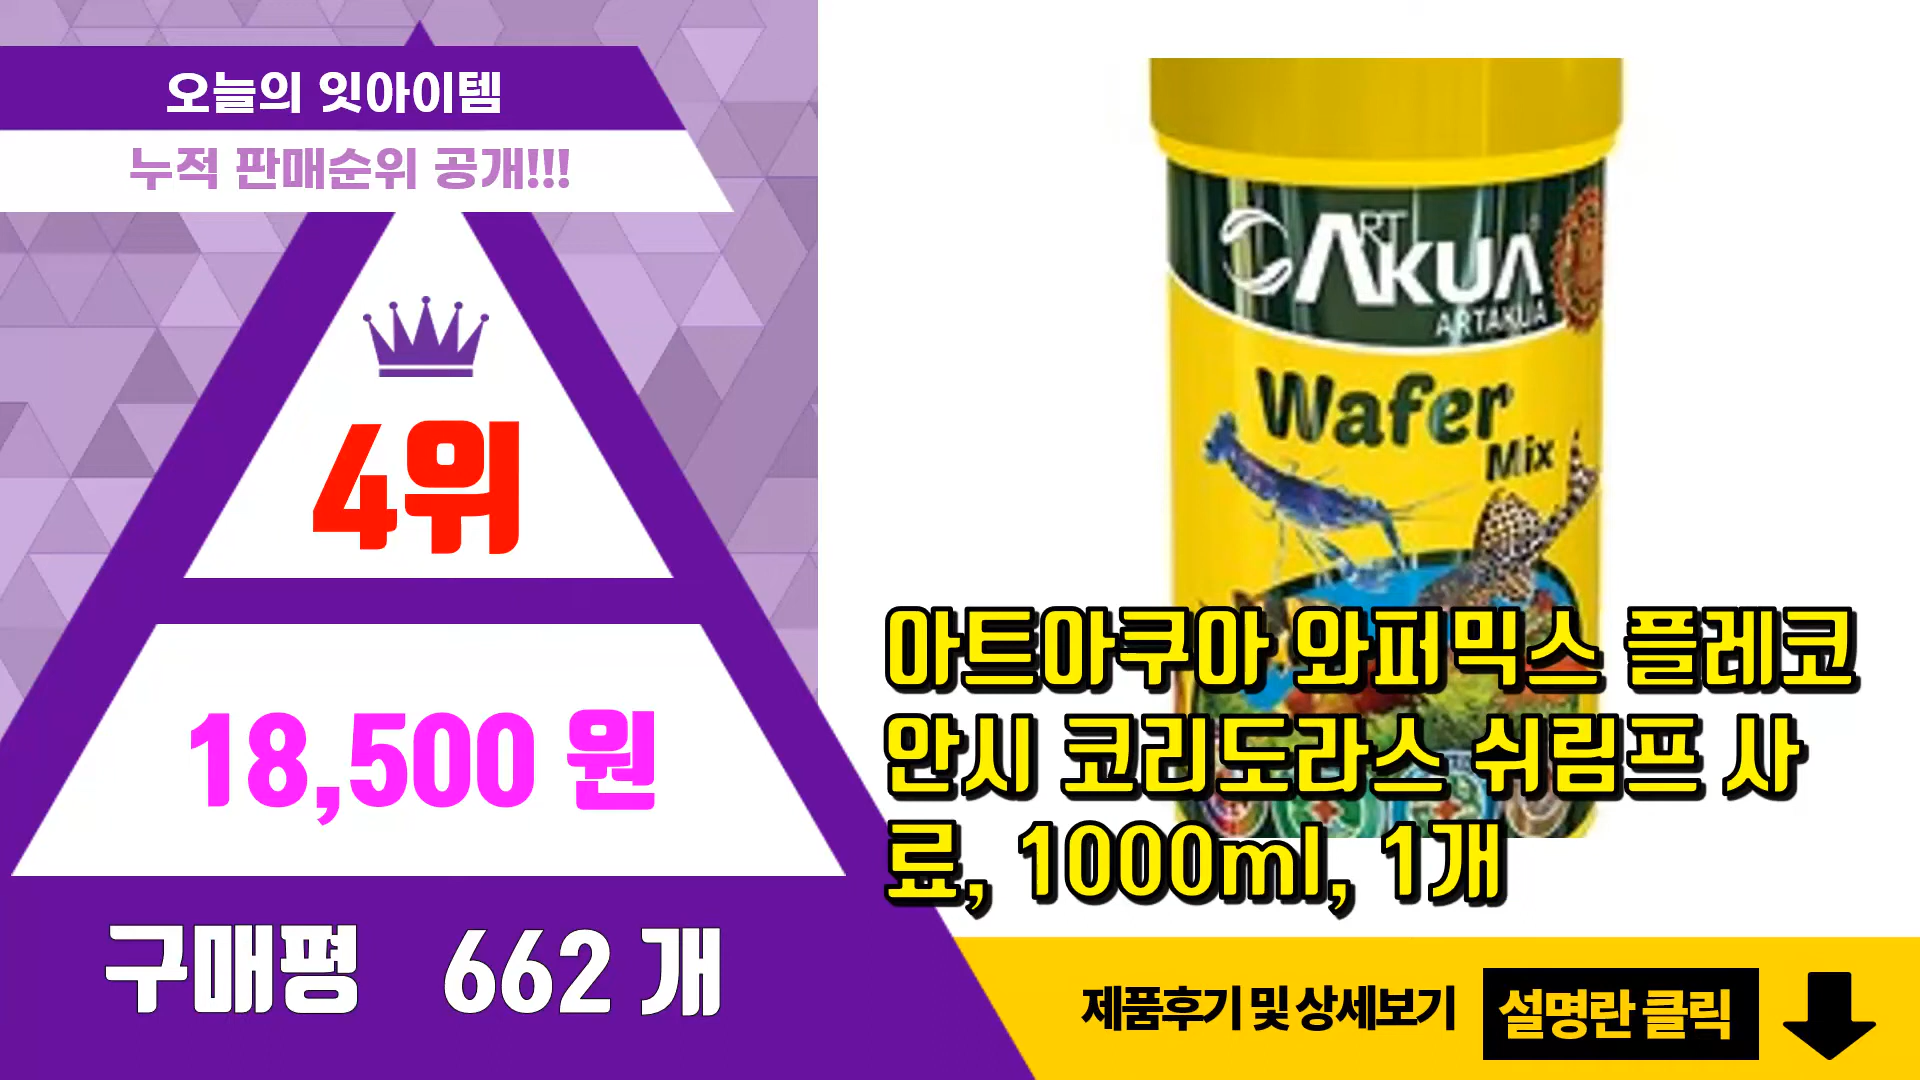 오늘의 잇아이템
누적 판매순위 공개!!!
4위
18,500 원
구매평 662 개
ART
AKUA
ARTAKUA
Wafer
Mix
아트아쿠아 와퍼믹스 플레코
안시 코리도라스 쉬림프 사
료, 1000ml, 1개
제품후기 및 상세보기
설명란 클릭